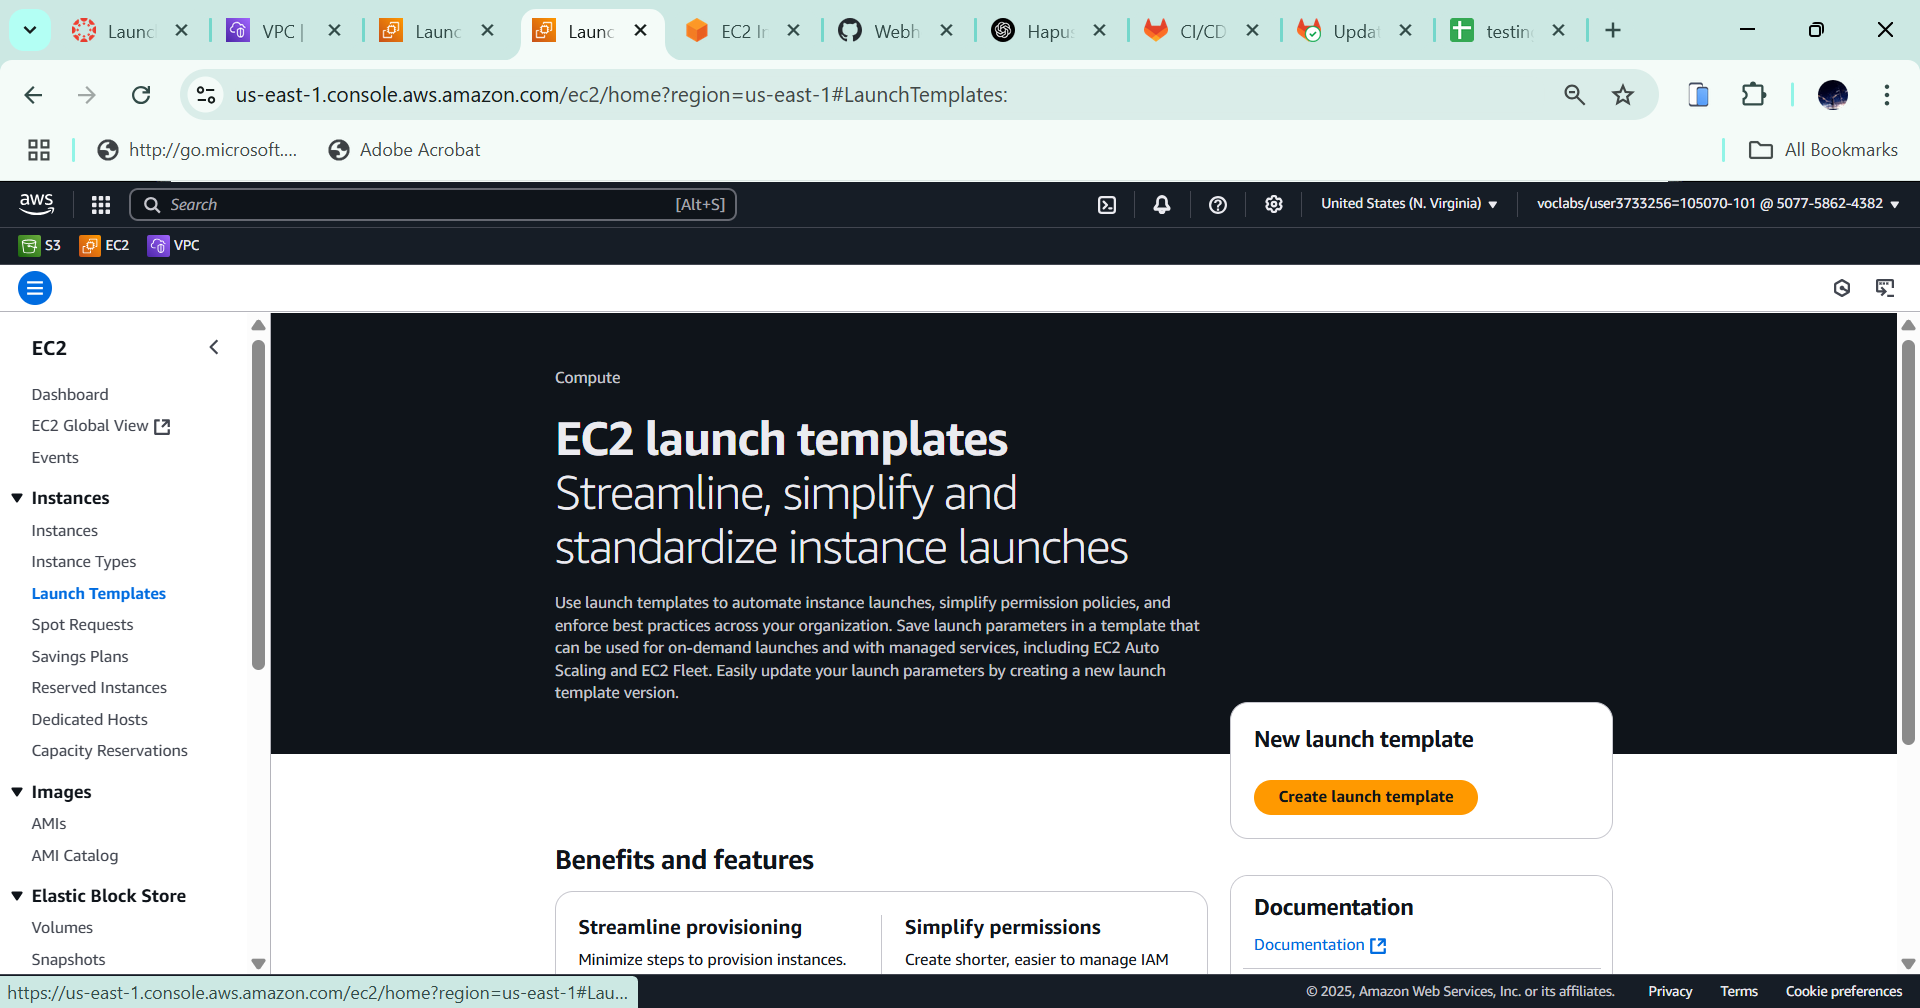 Launc
VPC |
Launc
Launc
EC2 In
Webh
Hapus
CI/CD
Updat
testing
us-east-1.console.aws.amazon.com/ec2/home?region=us-east-1#LaunchTemplates:
http://go.microsoft....
Adobe Acrobat
All Bookmarks
aws
Search
[Alt+S]
United States (N. Virginia)
voclabs/user3733256=105070-101 @ 5077-5862-4382
S3
EC2
VPC
EC2
Dashboard
EC2 Global View
Events
Instances
Instances
Instance Types
Launch Templates
Spot Requests
Savings Plans
Reserved Instances
Dedicated Hosts
Capacity Reservations
Images
AMIs
AMI Catalog
Elastic Block Store
Volumes
Snapshots
Compute
EC2 launch templates
Streamline, simplify and
standardize instance launches
Use launch templates to automate instance launches, simplify permission policies, and
enforce best practices across your organization. Save launch parameters in a template that
can be used for on-demand launches and with managed services, including EC2 Auto
Scaling and EC2 Fleet. Easily update your launch parameters by creating a new launch
template version.
New launch template
Create launch template
Benefits and features
Streamline provisioning
Minimize steps to provision instances.
Simplify permissions
Create shorter, easier to manage IAM
Documentation
Documentation
https://us-east-1.console.aws.amazon.com/ec2/home?region=us-east-1#Lau...
© 2025, Amazon Web Services, Inc. or its affiliates.
Privacy
Terms
Cookie preferences